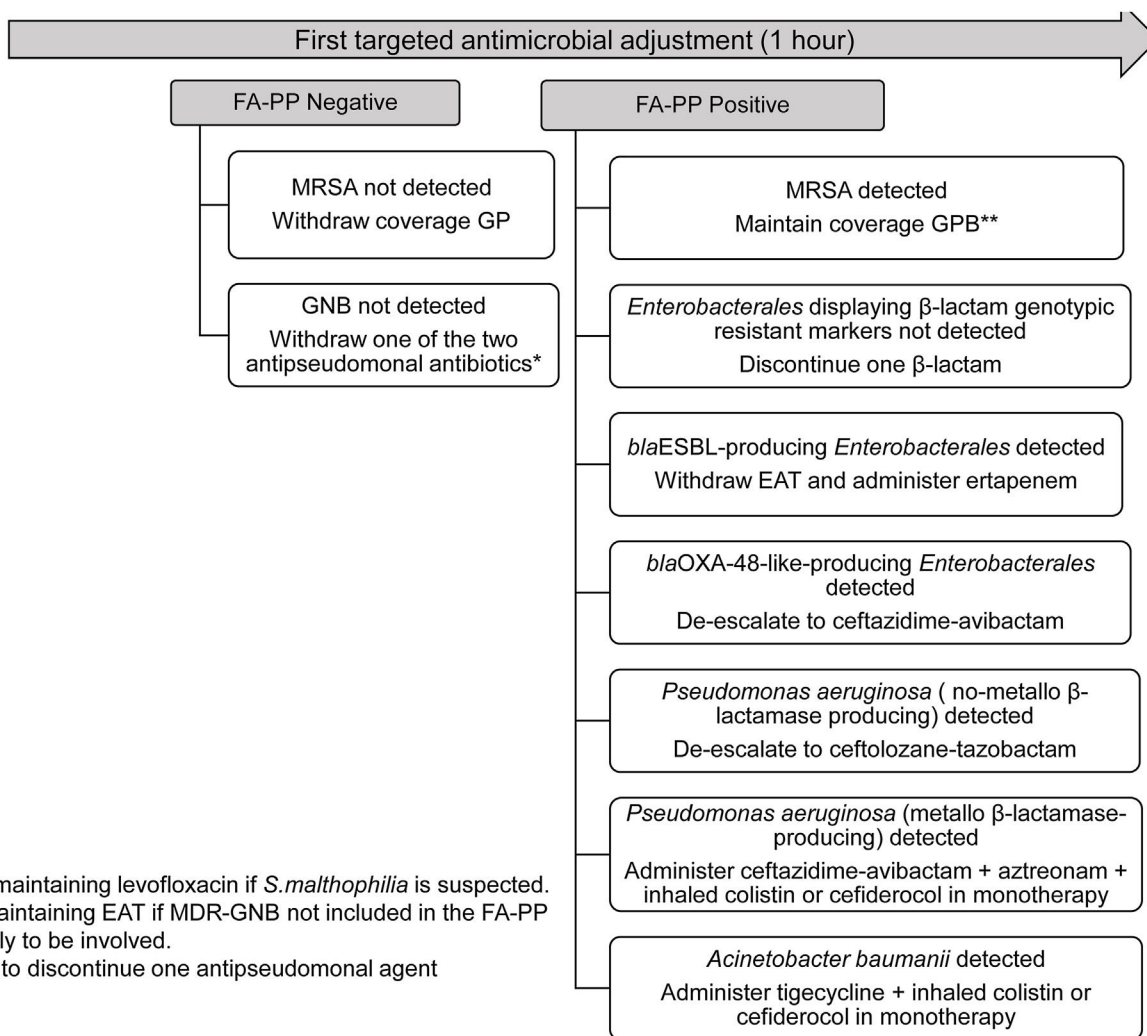 First targeted antimicrobial adjustment (1 hour)
FA-PP Negative
MRSA not detected
Withdraw coverage GP
GNB not detected
Withdraw one of the two
antipseudomonal antibiotics*
FA-PP Positive
MRSA detected
Maintain coverage GPB**
Enterobacterales displaying β-lactam genotypic
resistant markers not detected
Discontinue one β-lactam
blaESBL-producing Enterobacterales detected
Withdraw EAT and administer ertapenem
blaOXA-48-like-producing Enterobacterales
detected
De-escalate to ceftazidime-avibactam
Pseudomonas aeruginosa ( no-metallo β-
lactamase producing) detected
De-escalate to ceftolozane-tazobactam
Pseudomonas aeruginosa (metallo β-lactamase-
producing) detected
Administer ceftazidime-avibactam + aztreonam +
inhaled colistin or cefiderocol in monotherapy
Acinetobacter baumanii detected
Administer tigecycline + inhaled colistin or
cefiderocol in monotherapy
maintaining levofloxacin if S.malthophilia is suspected.
maintaining EAT if MDR-GNB not included in the FA-PP
to be involved.
to discontinue one antipseudomonal agent